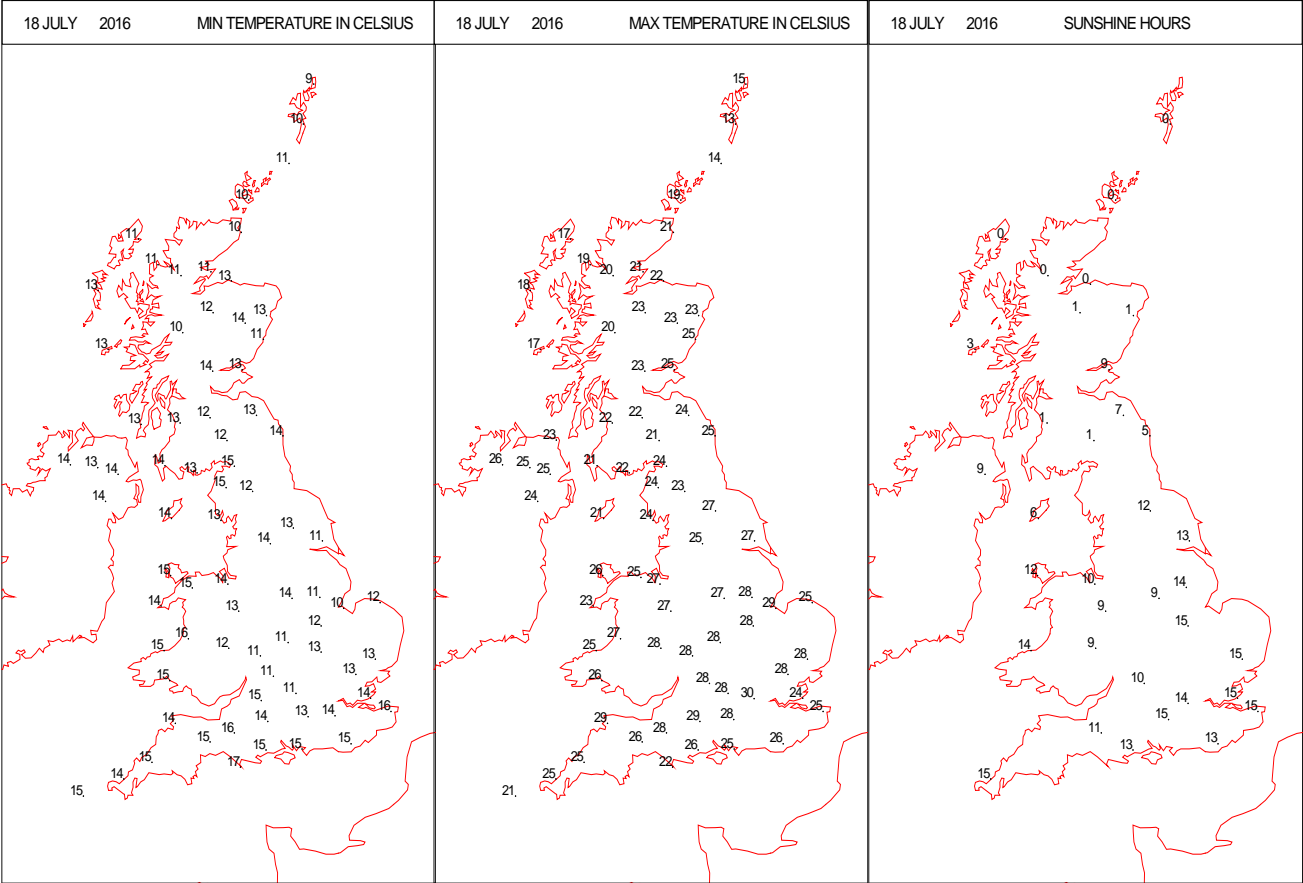 18 JULY 2016 MIN TEMPERATURE IN CELSIUS
9
10
11
10
10
11
11
11 11
13
13
12 13
14
10 11
13
14 13
13 13 12 13
12 14
14 13 14 14 13 15
15 12
14
14 13
13
14 11
15 15 14
14 13 14 11 10 12
12
15 16 12 11 13
11 13
15 11 13
15 11 14
14 16 14 13 14 16
15 15 15 15
15 17
14
15
18 JULY 2016 MAX TEMPERATURE IN CELSIUS
15
13
14
19
21
17
19 20 21
22
18
23 23
23
20 25
17
23 25
22 22 24
23 21 25
26 25 25 21 22 24
24 23
24
21 24 27
25 27
26 25 27
23 27 27 28 29 25
28
25 27 28 28
28 28
26 28 28
28 30 24
29 28 29 28 25
26 26 25 26
25 22
25
21
18 JULY 2016 SUNSHINE HOURS
0
0
0
0 0
1 1
3
9
1 7
1 5
9
6 12
13
12 10 14
9 9
15
14 9 15
10
14 15 15
11 15
13 13
15